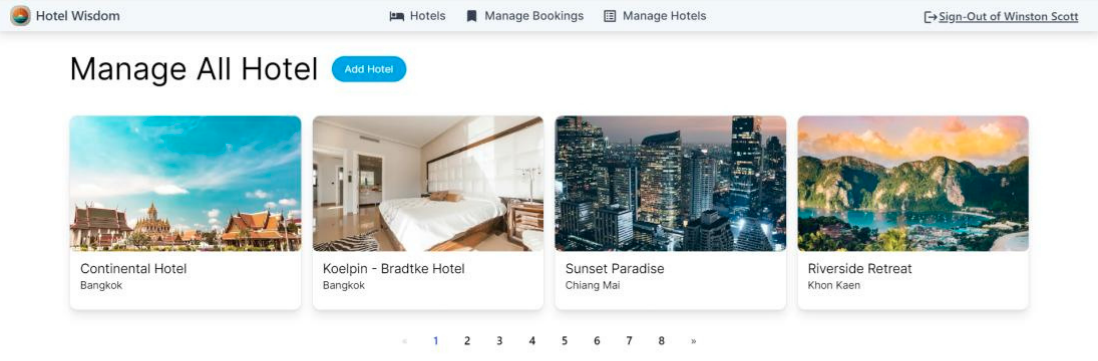 Hotel Wisdom
Hotels
Manage Bookings
Manage Hotels
Sign-Out of Winston Scott
Manage All Hotel
Add Hotel
Continental Hotel
Bangkok
Koelpin - Bradtke Hotel
Bangkok
Sunset Paradise
Chiang Mai
Riverside Retreat
Khon Kaen
« 1 2 3 4 5 6 7 8 »